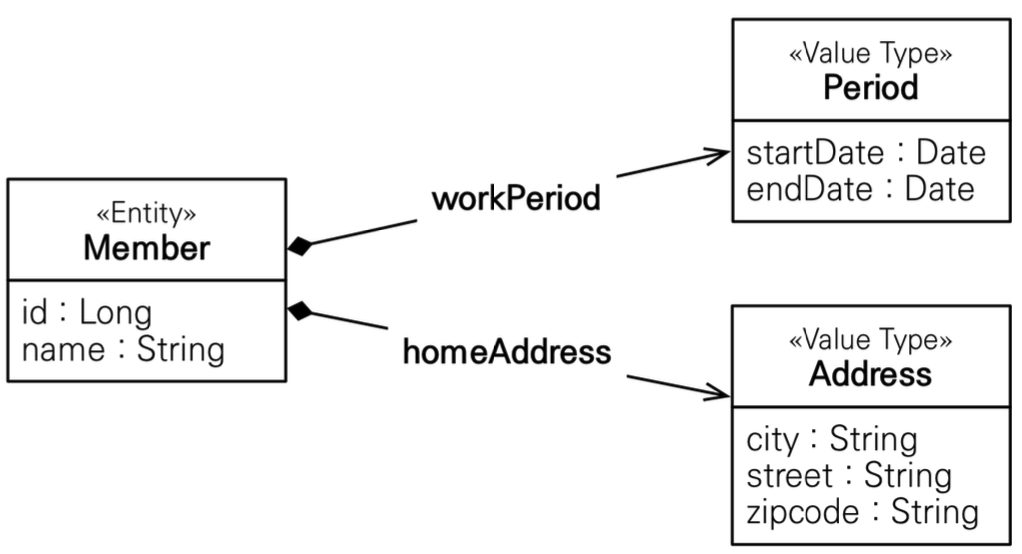 «Entity»
Member
id : Long
name : String
workPeriod
homeAddress
«Value Type»
Period
startDate : Date
endDate : Date
«Value Type»
Address
city : String
street : String
zipcode : String